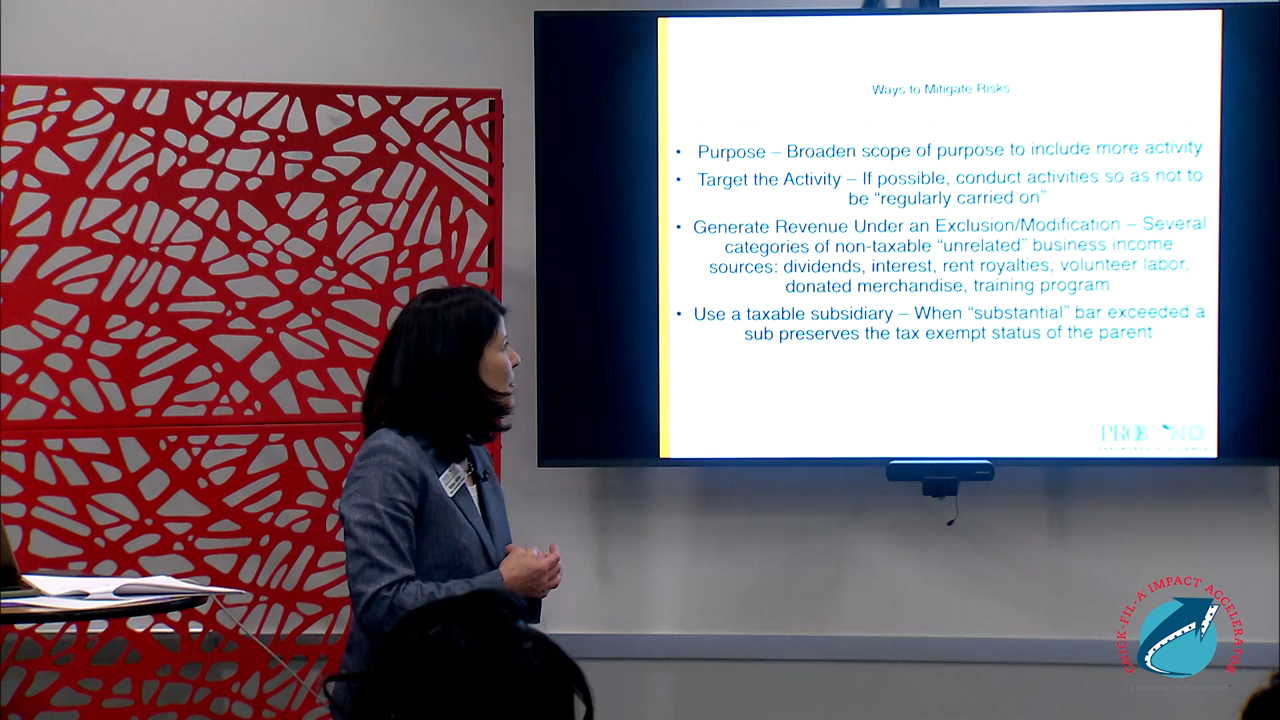 Ways to Mitigate Risks
• Purpose – Broaden scope of purpose to include more activity
• Target the Activity – If possible, conduct activities so as not to
be “regularly carried on”
• Generate Revenue Under an Exclusion/Modification – Several
categories of non-taxable “unrelated” business income
sources: dividends, interest, rent royalties, volunteer labor,
donated merchandise, training program
• Use a taxable subsidiary – When “substantial” bar exceeded a
sub preserves the tax exempt status of the parent
CHICK-FIL-A IMPACT ACCELERATOR